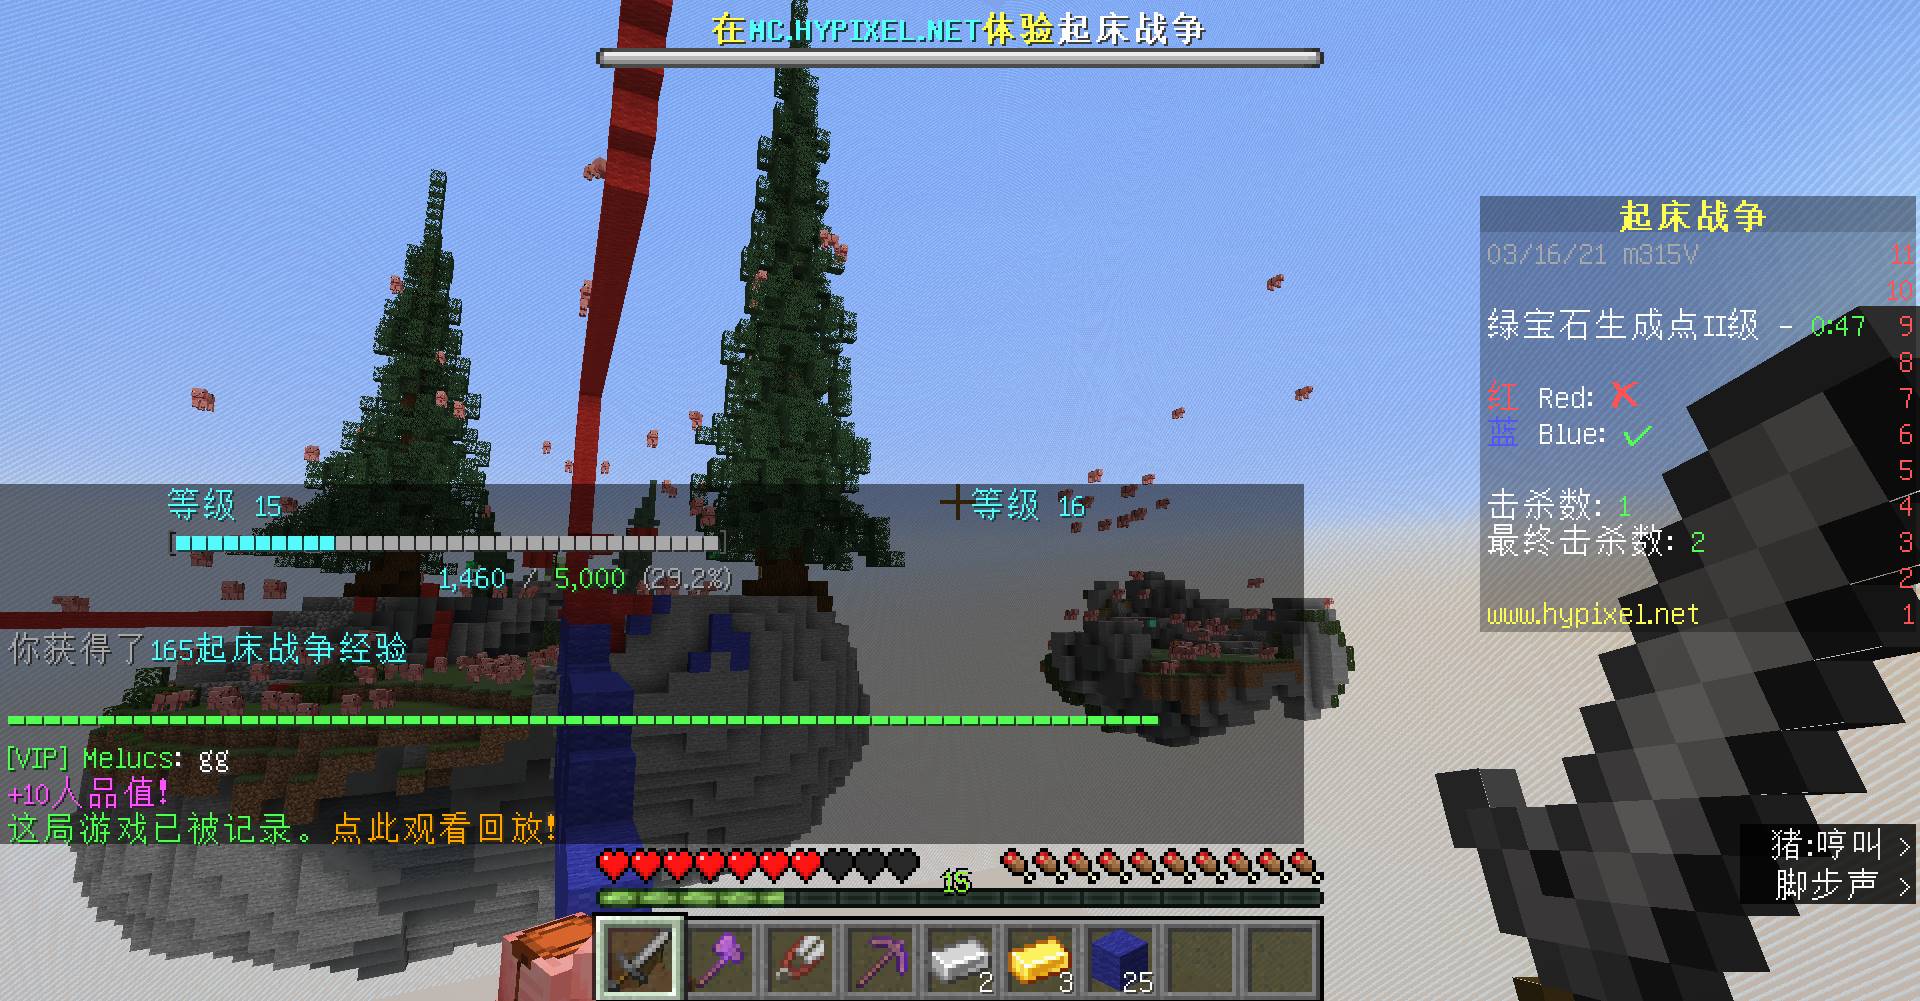 在MC.HYPIXEL.NET体验起床战争
起床战争
03/16/21 m315V 11
10
绿宝石生成点II级 - 0:47 9
8
红 Red: ✗ 7
蓝 Blue: ✓ 6
5
击杀数: 1 4
最终击杀数: 2 3
2
www.hypixel.net 1
等级 15 等级 16
1,460 / 5,000 (29.2%)
你获得了165起床战争经验
[VIP] Melucs: gg
+10人品值!
这局游戏已被记录。点此观看回放!
猪:哼叫 >
脚步声 >
15
2 3 25